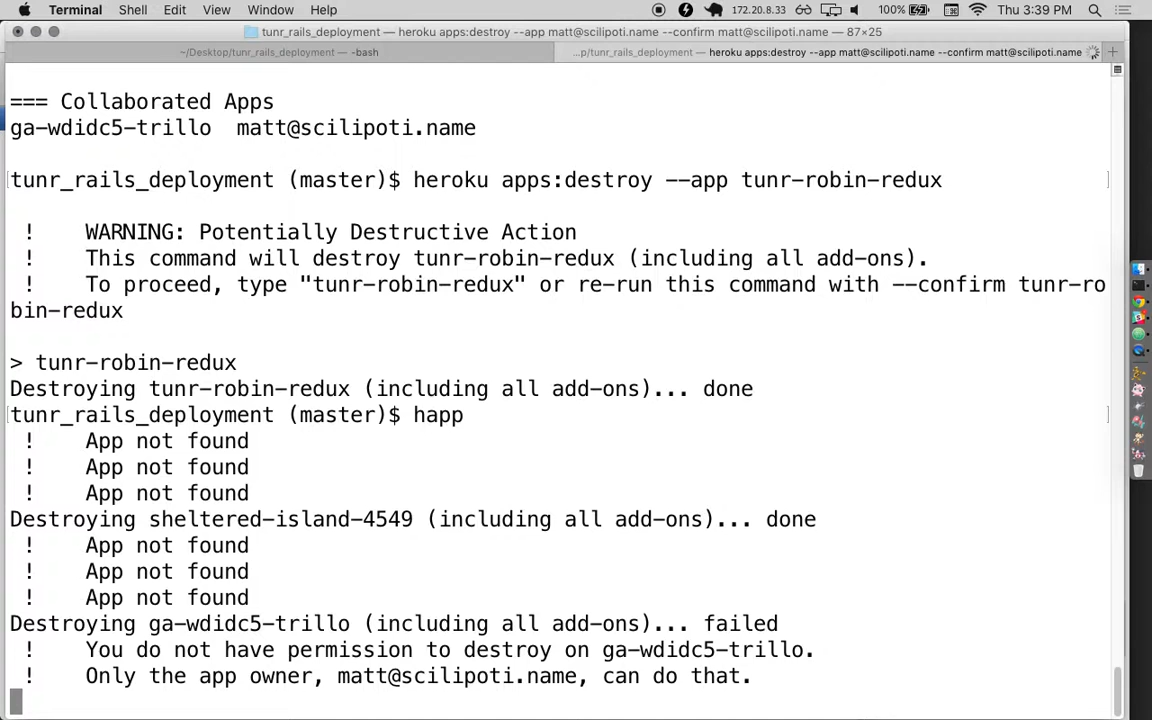 Terminal Shell Edit View Window Help 172.20.8.33 100% Thu 3:39 PM
tunr_rails_deployment — heroku apps:destroy --app matt@scilipoti.name --confirm matt@scilipoti.name — 87×25
~/Desktop/tunr_rails_deployment — -bash
...p/tunr_rails_deployment — heroku apps:destroy --app matt@scilipoti.name --confirm matt@scilipoti.name
=== Collaborated Apps
ga-wdidc5-trillo  matt@scilipoti.name
[tunr_rails_deployment (master)$ heroku apps:destroy --app tunr-robin-redux ]
!    WARNING: Potentially Destructive Action
!    This command will destroy tunr-robin-redux (including all add-ons).
!    To proceed, type "tunr-robin-redux" or re-run this command with --confirm tunr-ro
bin-redux
> tunr-robin-redux
Destroying tunr-robin-redux (including all add-ons)... done
[tunr_rails_deployment (master)$ happ ]
!    App not found
!    App not found
!    App not found
Destroying sheltered-island-4549 (including all add-ons)... done
!    App not found
!    App not found
!    App not found
Destroying ga-wdidc5-trillo (including all add-ons)... failed
!    You do not have permission to destroy on ga-wdidc5-trillo.
!    Only the app owner, matt@scilipoti.name, can do that.